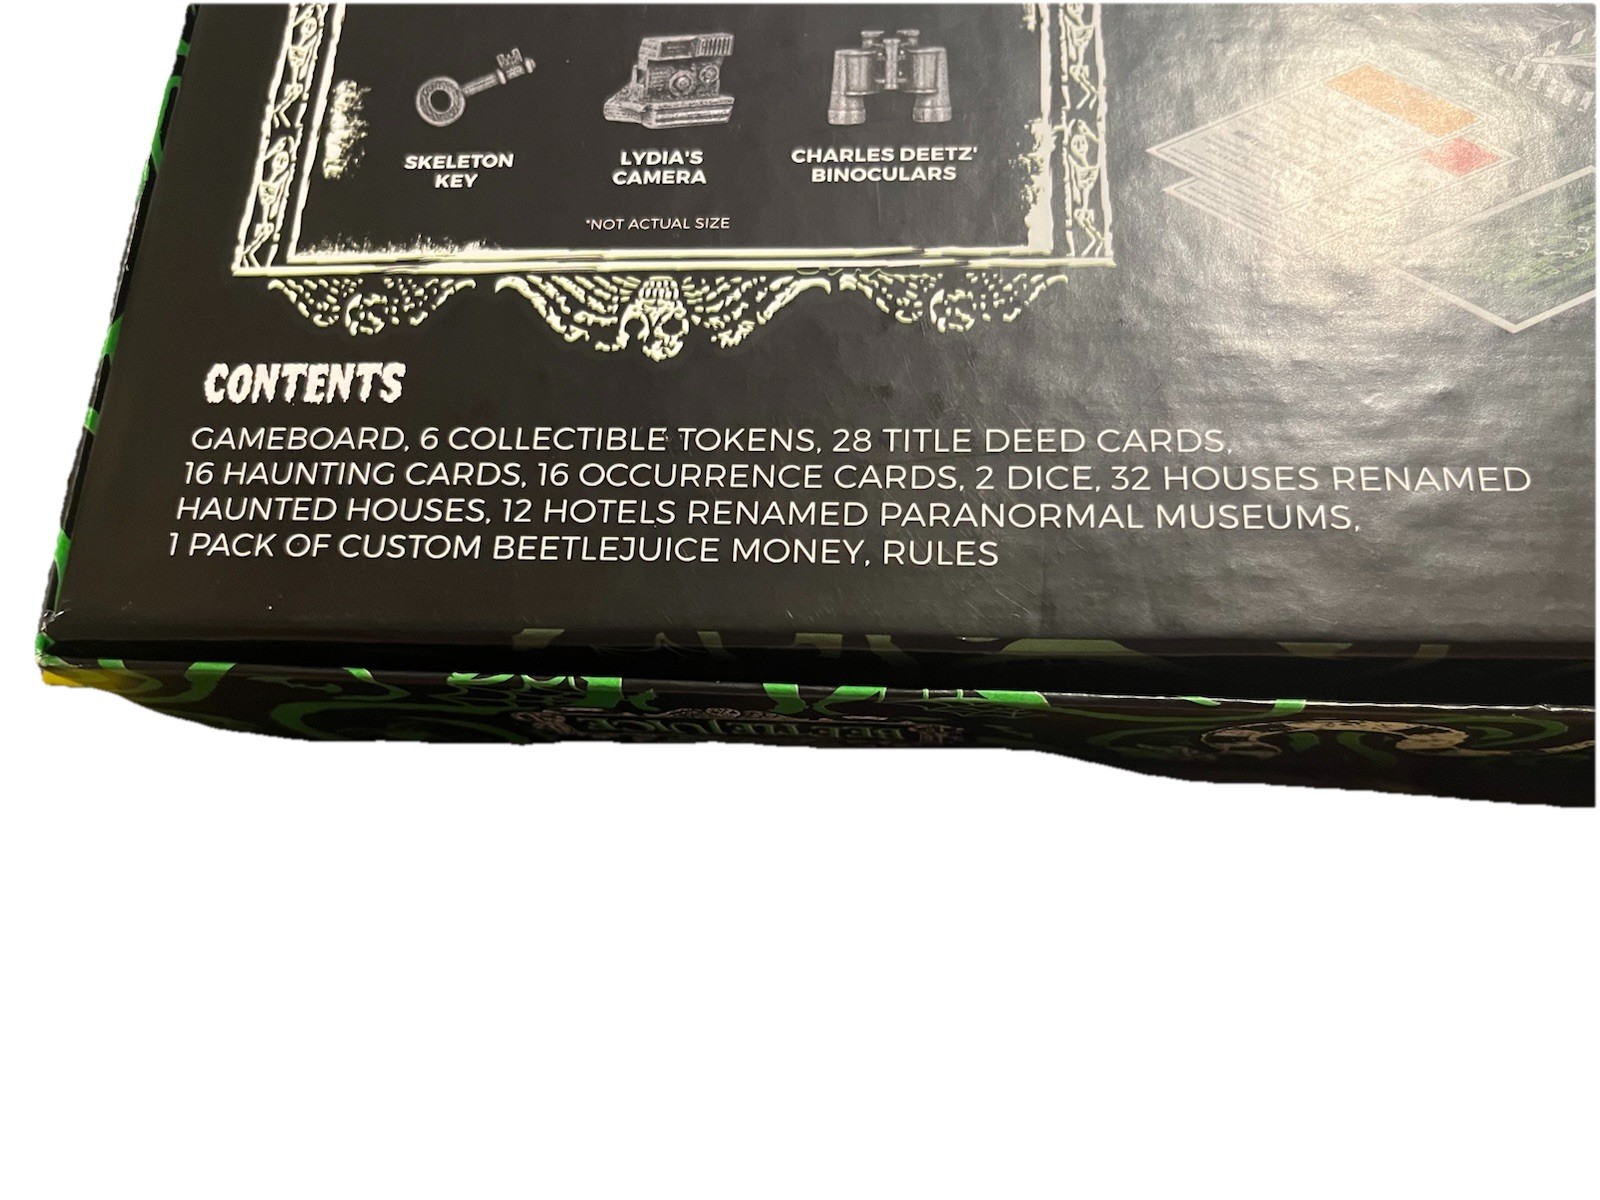 SKELETON
KEY
LYDIA'S
CAMERA
CHARLES DEETZ'
BINOCULARS
*NOT ACTUAL SIZE
CONTENTS
GAMEBOARD, 6 COLLECTIBLE TOKENS, 28 TITLE DEED CARDS,
16 HAUNTING CARDS, 16 OCCURRENCE CARDS, 2 DICE, 32 HOUSES RENAMED
HAUNTED HOUSES, 12 HOTELS RENAMED PARANORMAL MUSEUMS,
1 PACK OF CUSTOM BEETLEJUICE MONEY, RULES
BEETLEJUICE